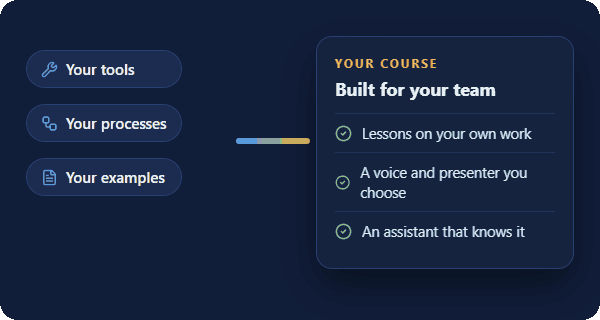 Your tools
Your processes
Your examples
YOUR COURSE
Built for your team
Lessons on your own work
A voice and presenter you
choose
An assistant that knows it